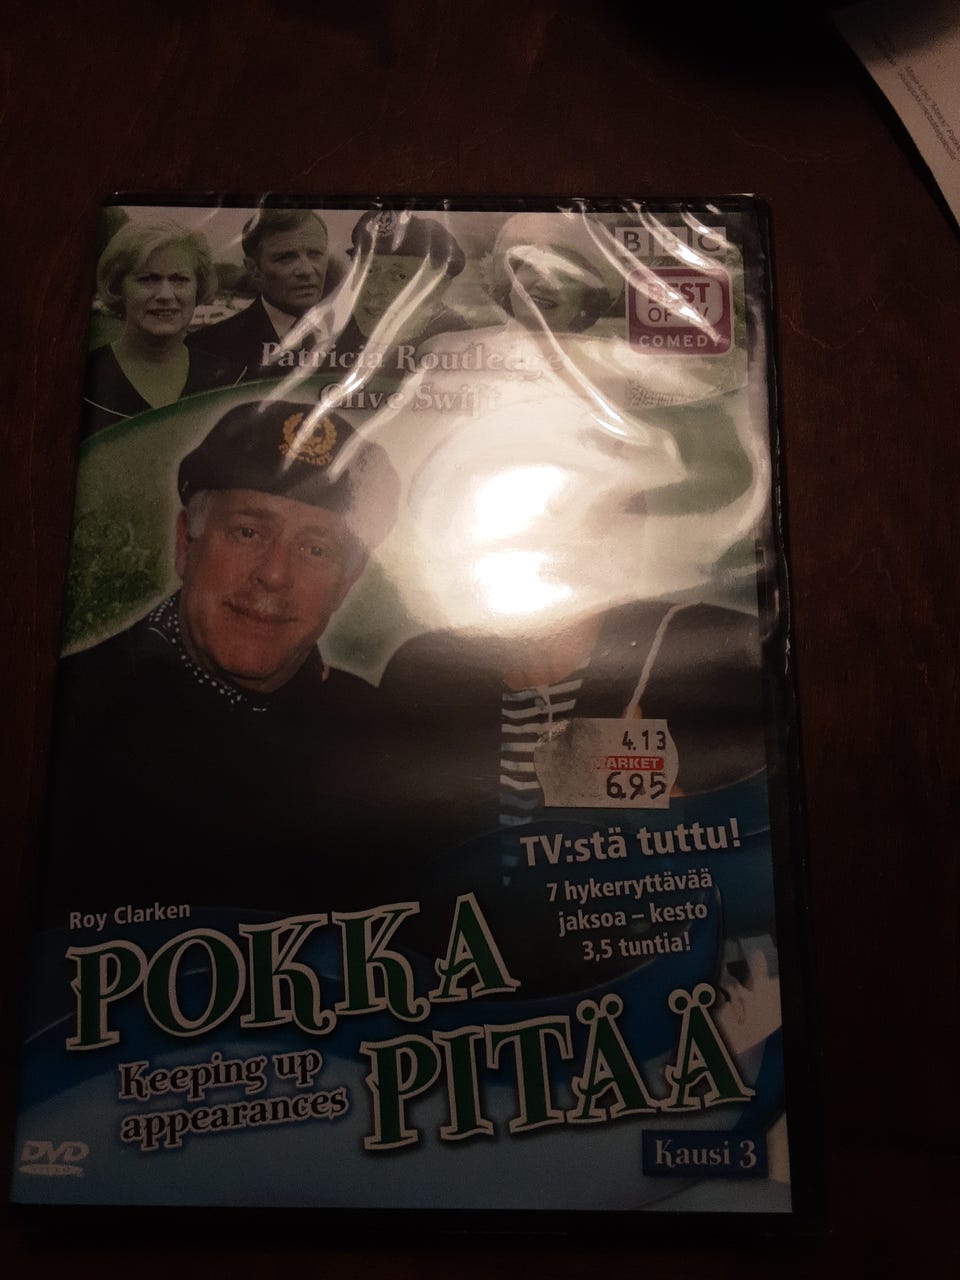 BBC
BEST
OF TV
COMEDY
Patricia Routledge
Clive Swift
4.13
ARKET
6,95
TV:stä tuttu!
7 hykerryttävää
jaksoa – kesto
3,5 tuntia!
Roy Clarken
POKKA
PITÄÄ
Keeping up
appearances
DVD
VIDEO
Kausi 3